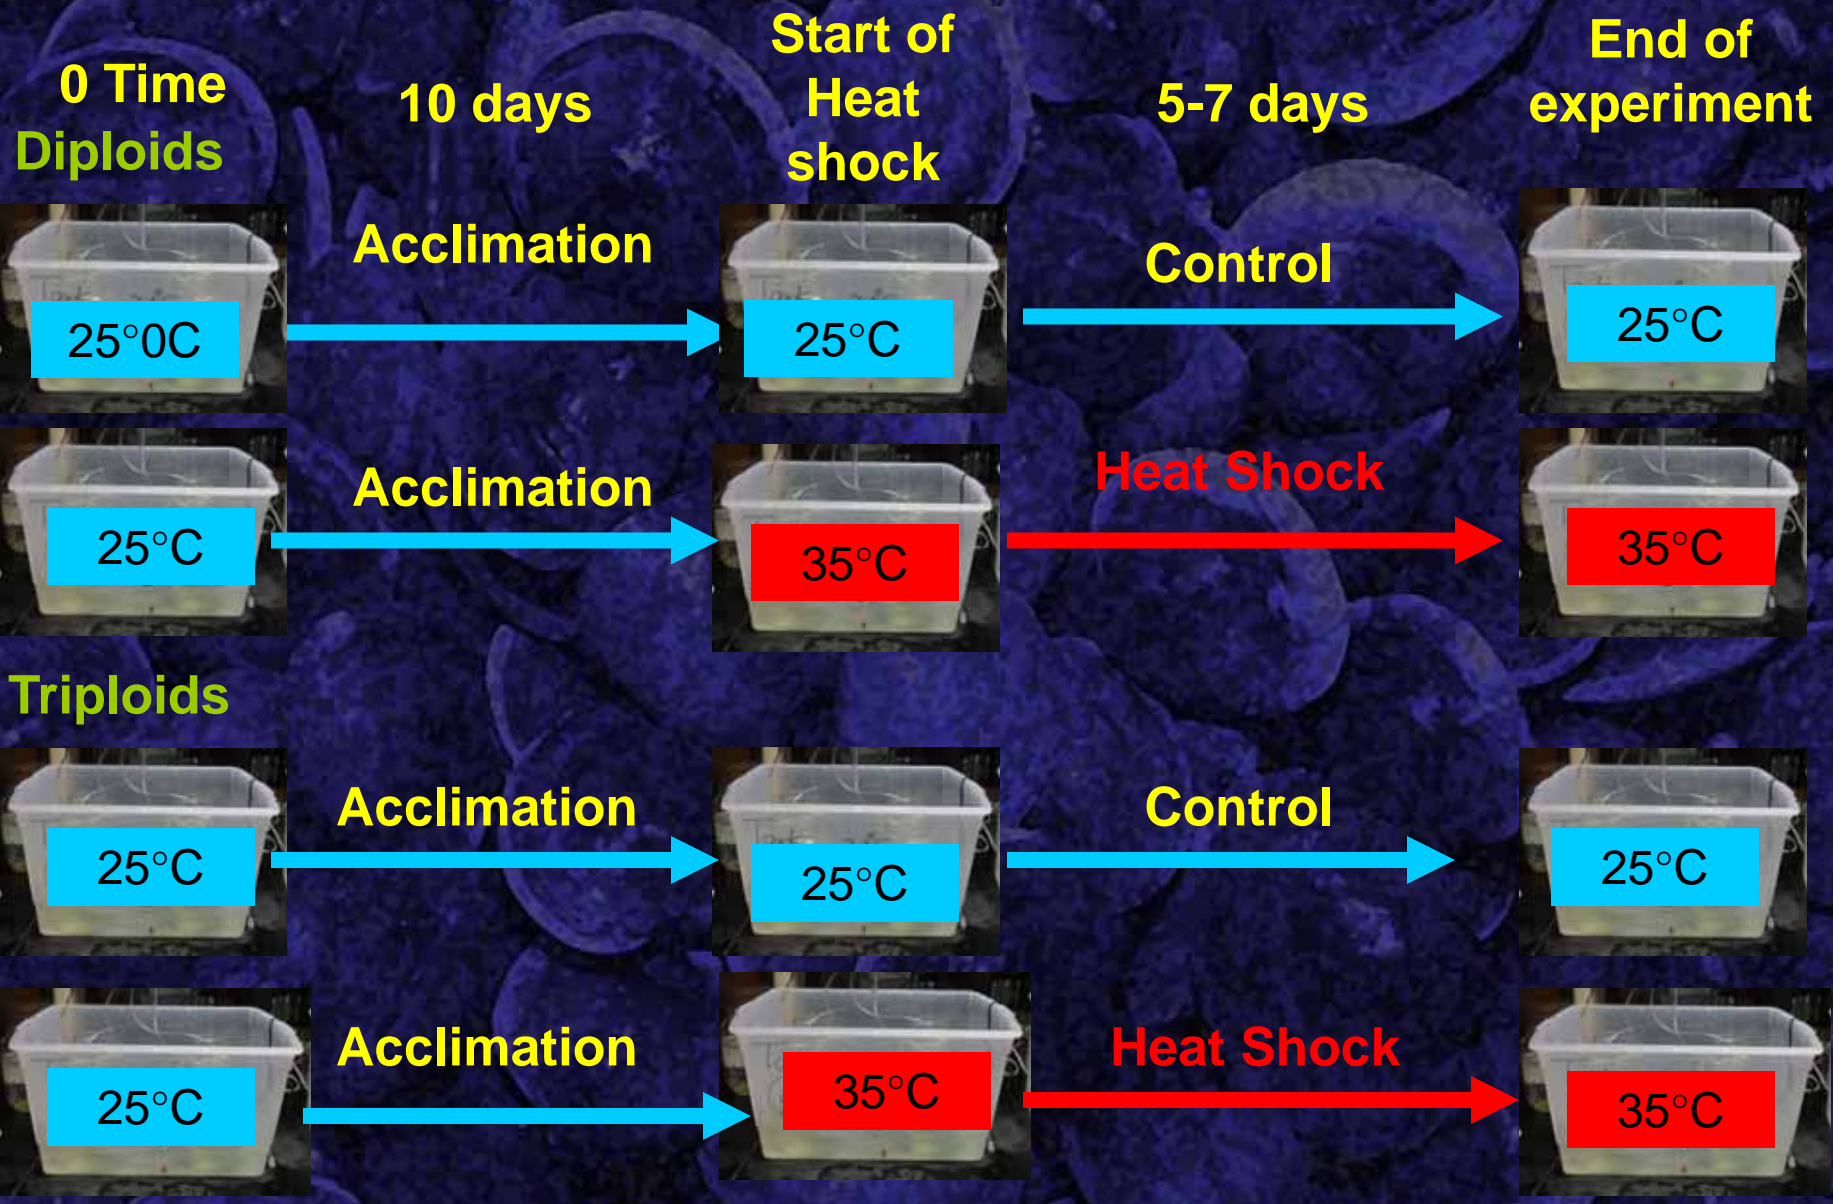 0 Time
10 days
Start of
Heat
shock
5-7 days
End of
experiment
Diploids
Acclimation
Control
25°0C
25°C
25°C
Acclimation
Heat Shock
25°C
35°C
35°C
Triploids
Acclimation
Control
25°C
25°C
25°C
Acclimation
Heat Shock
25°C
35°C
35°C